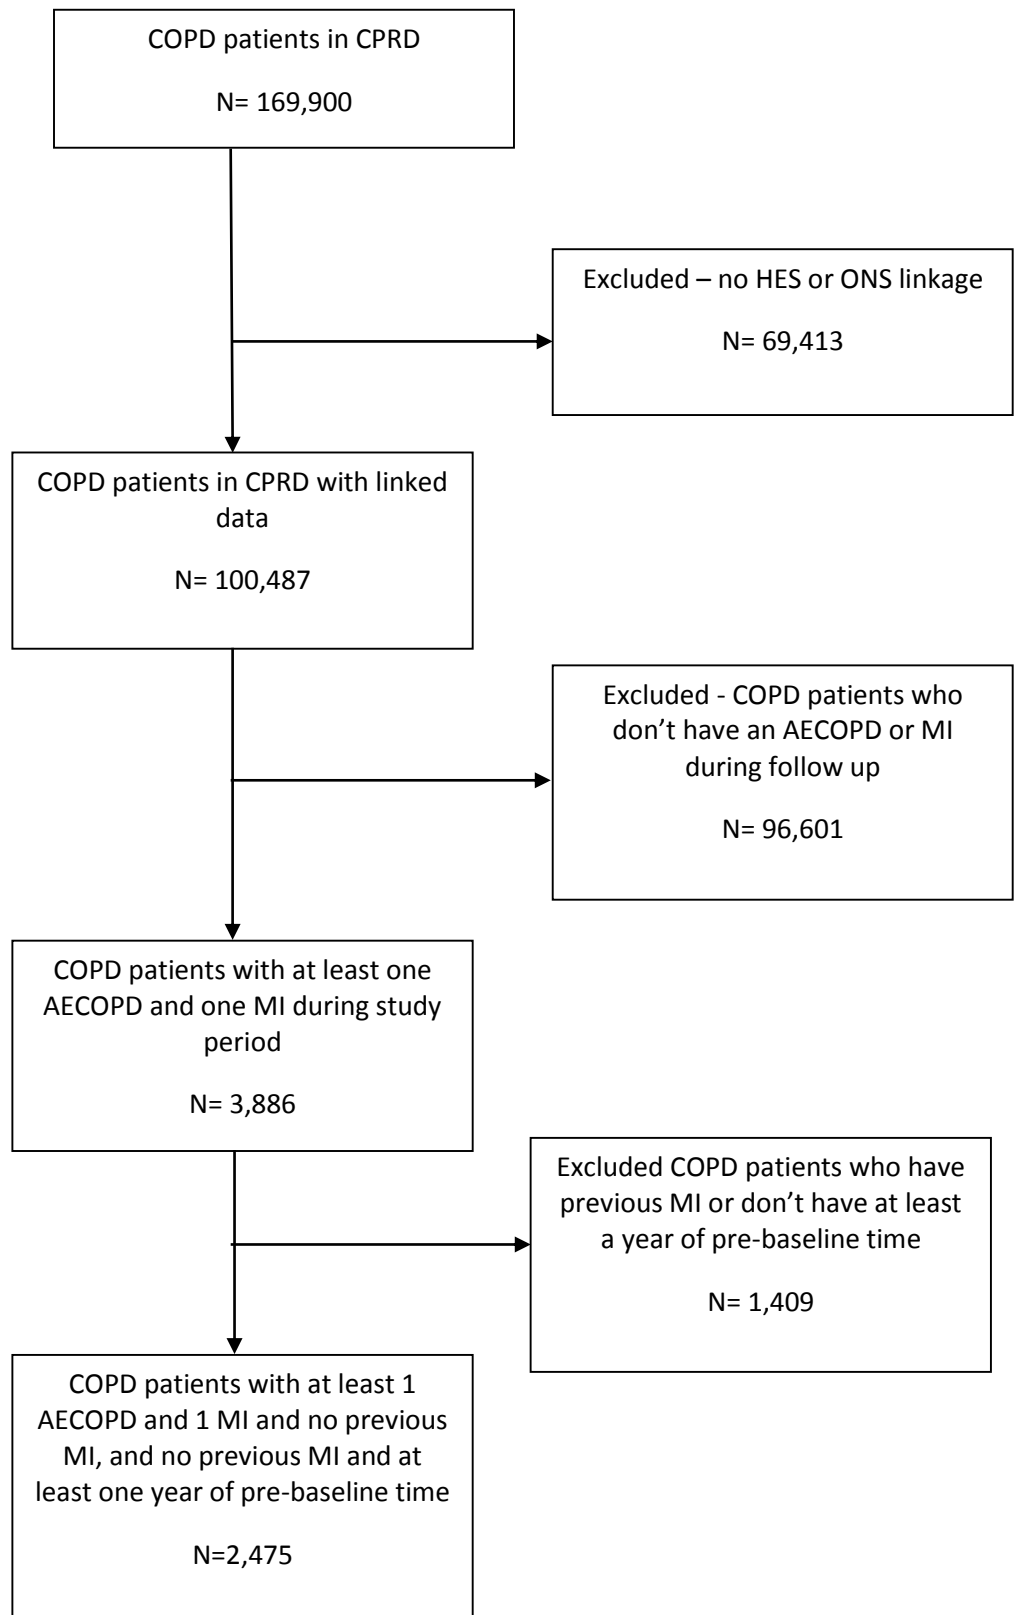 COPD patients in CPRD
N= 169,900
Excluded – no HES or ONS linkage
N= 69,413
COPD patients in CPRD with linked
data
N= 100,487
Excluded - COPD patients who
don’t have an AECOPD or MI
during follow up
N= 96,601
COPD patients with at least one
AECOPD and one MI during study
period
N= 3,886
Excluded COPD patients who have
previous MI or don’t have at least
a year of pre-baseline time
N= 1,409
COPD patients with at least 1
AECOPD and 1 MI and no previous
MI, and no previous MI and at
least one year of pre-baseline time
N=2,475